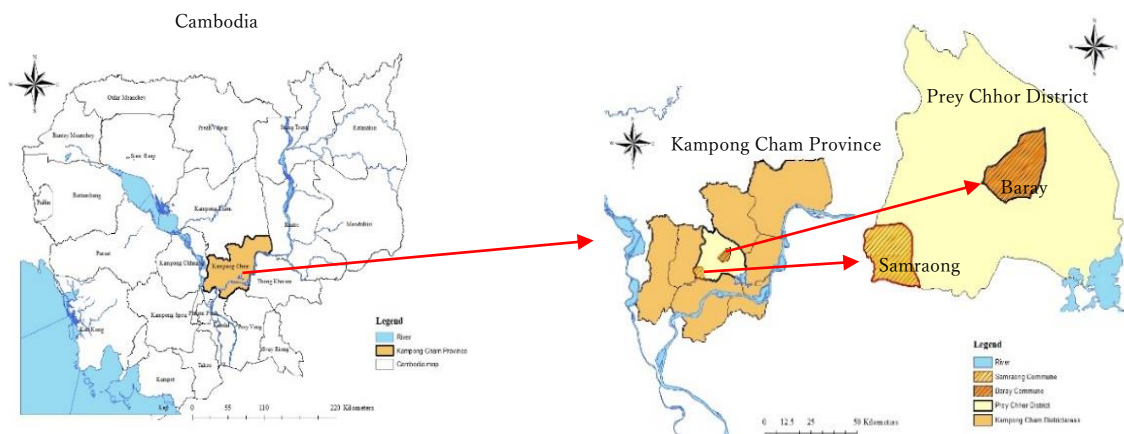 Cambodia
N
W
E
S
Otdar Meanchey
Preah Vihear
Stung Treng
Ratanakiri
Bantey Meanchey
Siem Reap
Battambang
Pailin
Kampong Thom
Kratie
Mondulkiri
Pursat
Kampong Chhnang
Kampong Cham
Thong Khmum
Kampong Speu
Phnom Penh
Kandal
Prey Veng
Koh Kong
Svay Rieng
Takeo
Kampot
Kep
Legend
River
Kampong Cham Province
Cambodia map
0 55 110 220 Kilometers
N
W
E
S
Kampong Cham Province
N
W
E
S
Prey Chhor District
Baray
Samraong
Legend
River
Samraong Commune
Baray Commune
Prey Chhor District
Kampong Cham Districtareas
0 12.5 25 50 Kilometers